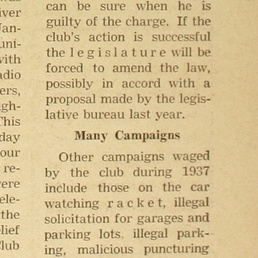 can be sure when he is
guilty of the charge. If the
club's action is successful
the legislature will be
forced to amend the law,
possibly in accord with a
proposal made by the legis-
lative bureau last year.
Many Campaigns
Other campaigns waged
by the club during 1937
include those on the car
watching racket, illegal
solicitation for garages and
parking lots, illegal park-
ing, malicious puncturing